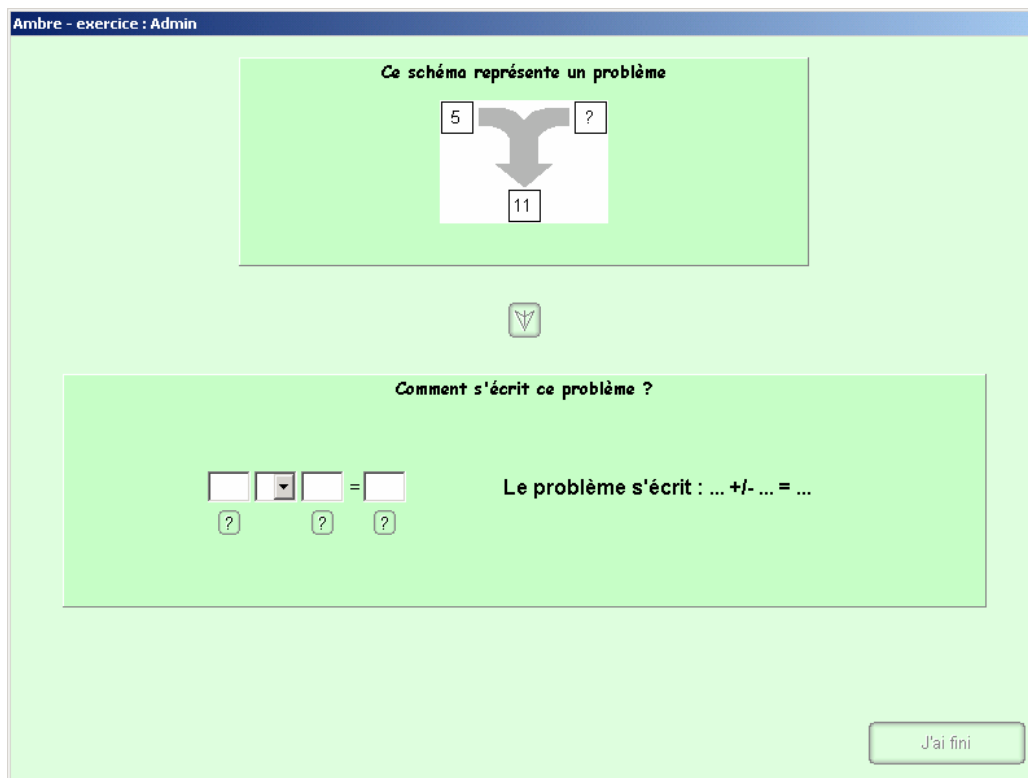 Ambre - exercice : Admin
Ce schéma représente un problème
5 ?
11
Comment s'écrit ce problème ?
= Le problème s'écrit : ... +/- ... = ...
? ? ?
J'ai fini